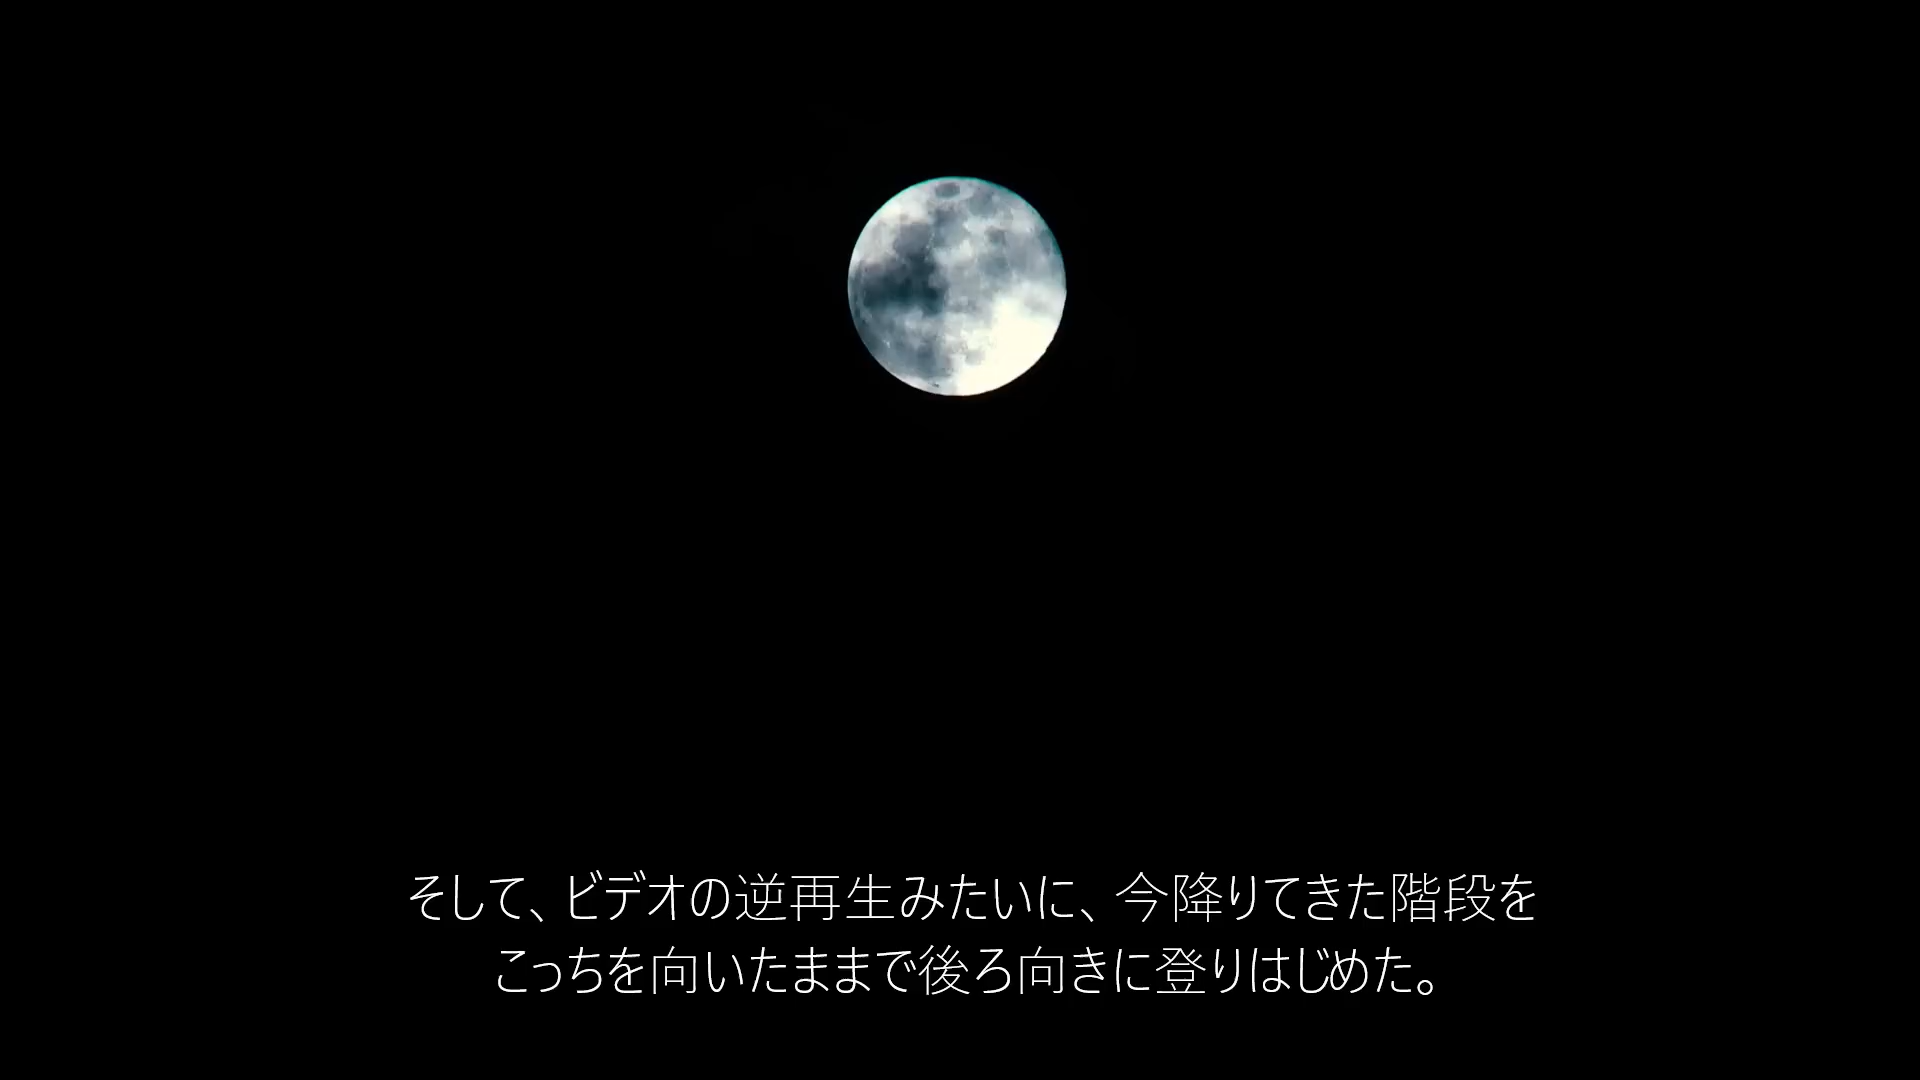 そして、ビデオの逆再生みたいに、今降りてきた階段を
こっちを向いたままで後ろ向きに登りはじめた。